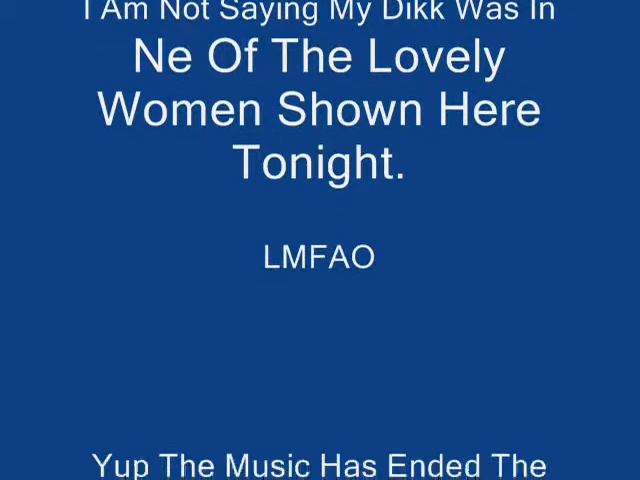 I Am Not Saying My Dikk Was In
Ne Of The Lovely
Women Shown Here
Tonight.
LMFAO
Yup The Music Has Ended The